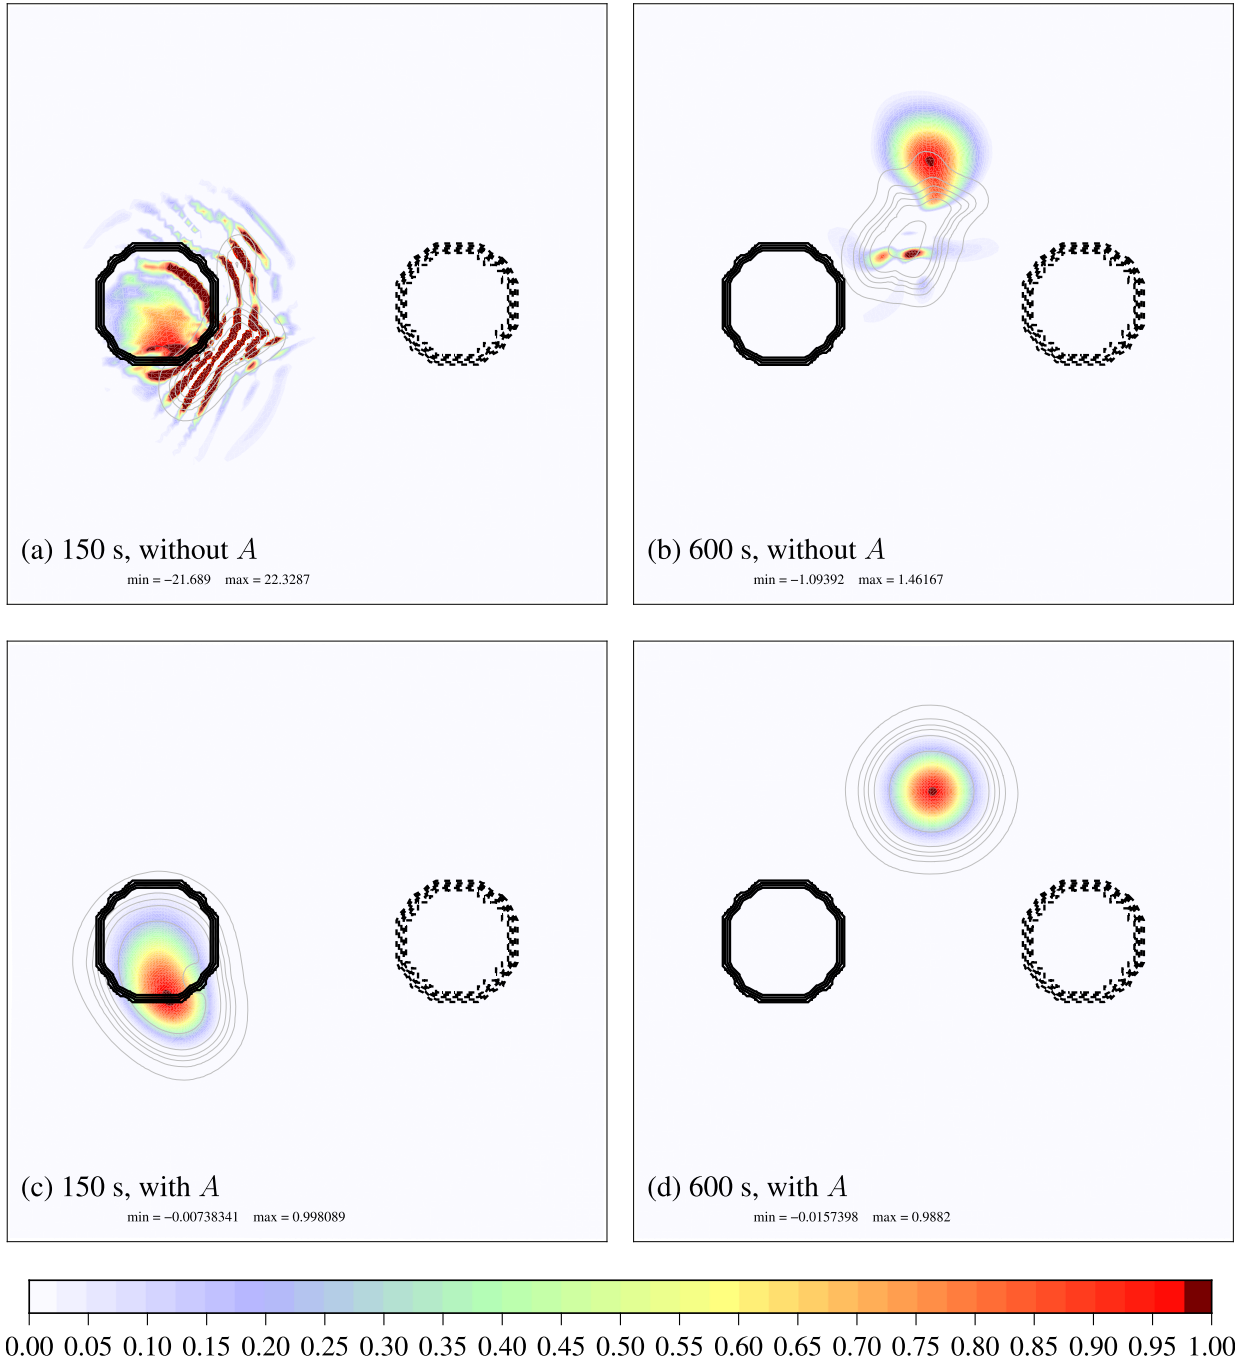 (a) 150 s, without A
min = −21.689 max = 22.3287
(b) 600 s, without A
min = −1.09392 max = 1.46167
(c) 150 s, with A
min = −0.00738341 max = 0.998089
(d) 600 s, with A
min = −0.0157398 max = 0.9882
0.00 0.05 0.10 0.15 0.20 0.25 0.30 0.35 0.40 0.45 0.50 0.55 0.60 0.65 0.70 0.75 0.80 0.85 0.90 0.95 1.00